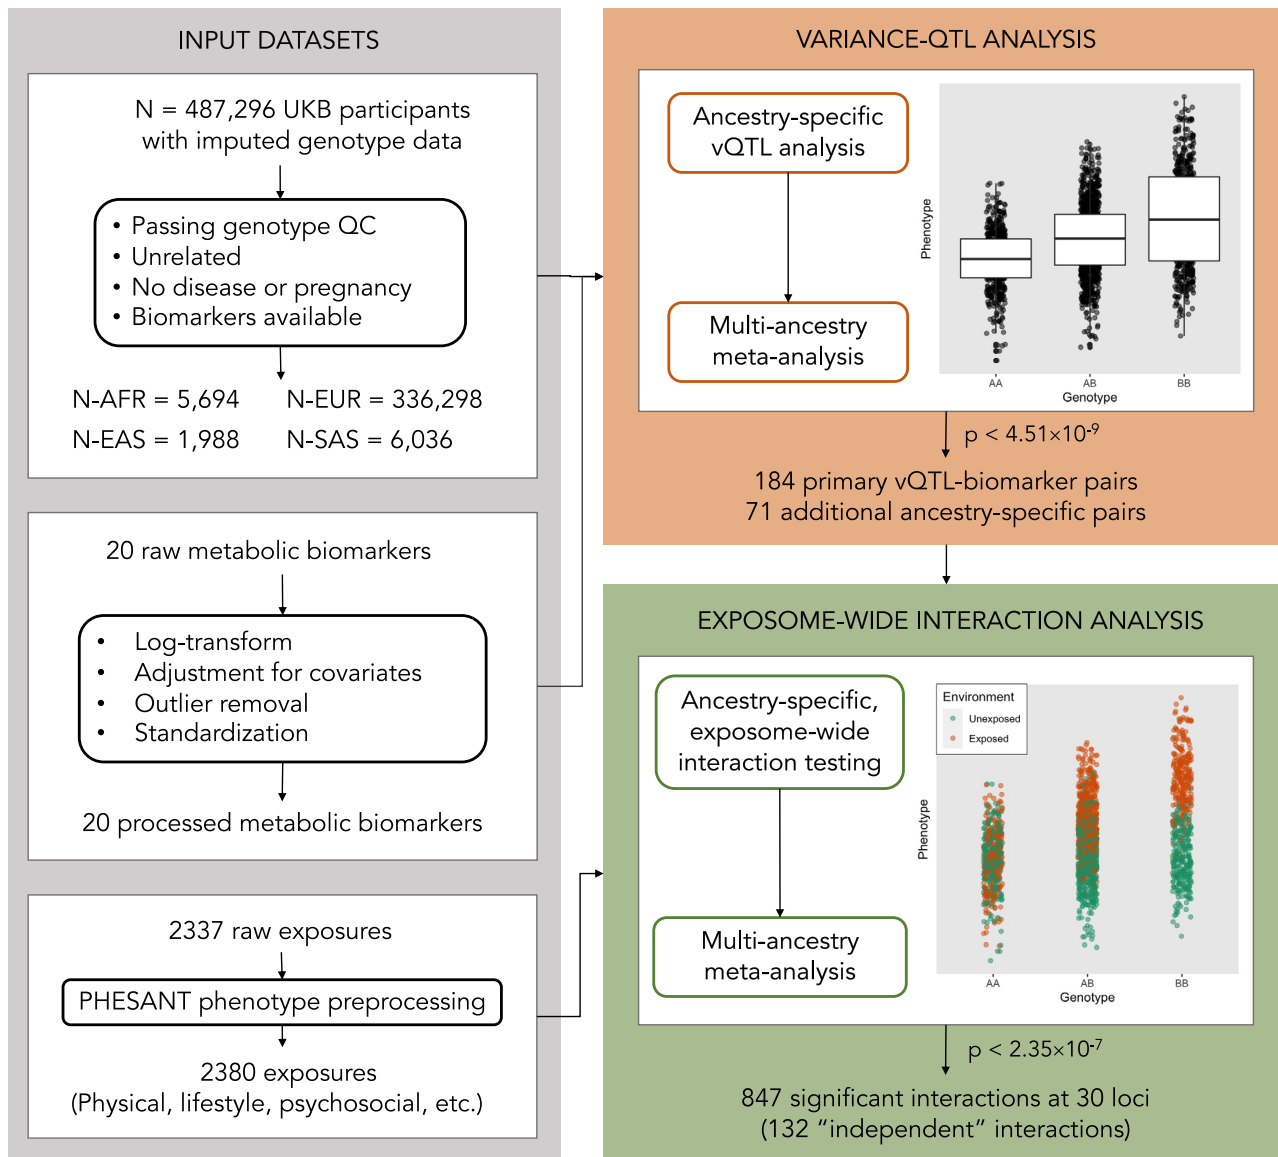 INPUT DATASETS
N = 487,296 UKB participants
with imputed genotype data
• Passing genotype QC
• Unrelated
• No disease or pregnancy
• Biomarkers available
N-AFR = 5,694 N-EUR = 336,298
N-EAS = 1,988 N-SAS = 6,036
20 raw metabolic biomarkers
• Log-transform
• Adjustment for covariates
• Outlier removal
• Standardization
20 processed metabolic biomarkers
2337 raw exposures
PHESANT phenotype preprocessing
2380 exposures
(Physical, lifestyle, psychosocial, etc.)
VARIANCE-QTL ANALYSIS
Ancestry-specific
vQTL analysis
Multi-ancestry
meta-analysis
Phenotype
AA AB BB
Genotype
p < 4.51×10⁻⁹
184 primary vQTL-biomarker pairs
71 additional ancestry-specific pairs
EXPOSOME-WIDE INTERACTION ANALYSIS
Ancestry-specific,
exposome-wide
interaction testing
Multi-ancestry
meta-analysis
Environment
Unexposed
Exposed
Phenotype
AA AB BB
Genotype
p < 2.35×10⁻⁷
847 significant interactions at 30 loci
(132 “independent” interactions)